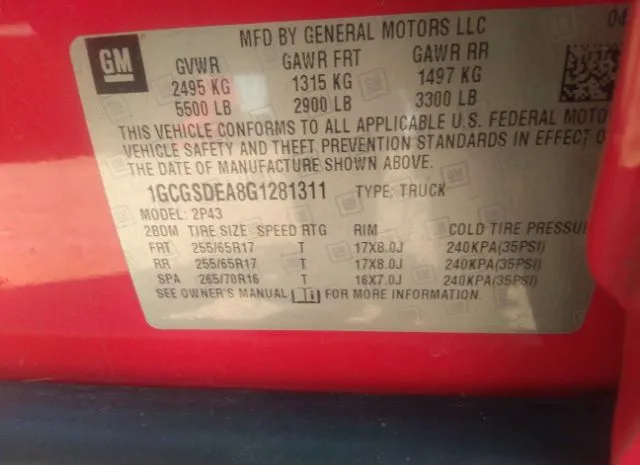 MFD BY GENERAL MOTORS LLC 04
GM
GVWR GAWR FRT GAWR RR
2495 KG 1315 KG 1497 KG
5500 LB 2900 LB 3300 LB
THIS VEHICLE CONFORMS TO ALL APPLICABLE U.S. FEDERAL MOTO
VEHICLE SAFETY AND THEFT PREVENTION STANDARDS IN EFFECT O
THE DATE OF MANUFACTURE SHOWN ABOVE.
1GCGSDEA8G1281311 TYPE: TRUCK
MODEL: 2P43
2BDM TIRE SIZE SPEED RTG RIM COLD TIRE PRESSU
FRT 255/65R17 T 17X8.0J 240KPA(35PSI)
RR 255/65R17 T 17X8.0J 240KPA(35PSI)
SPA 265/70R16 T 16X7.0J 240KPA(35PSI)
SEE OWNER'S MANUAL FOR MORE INFORMATION.